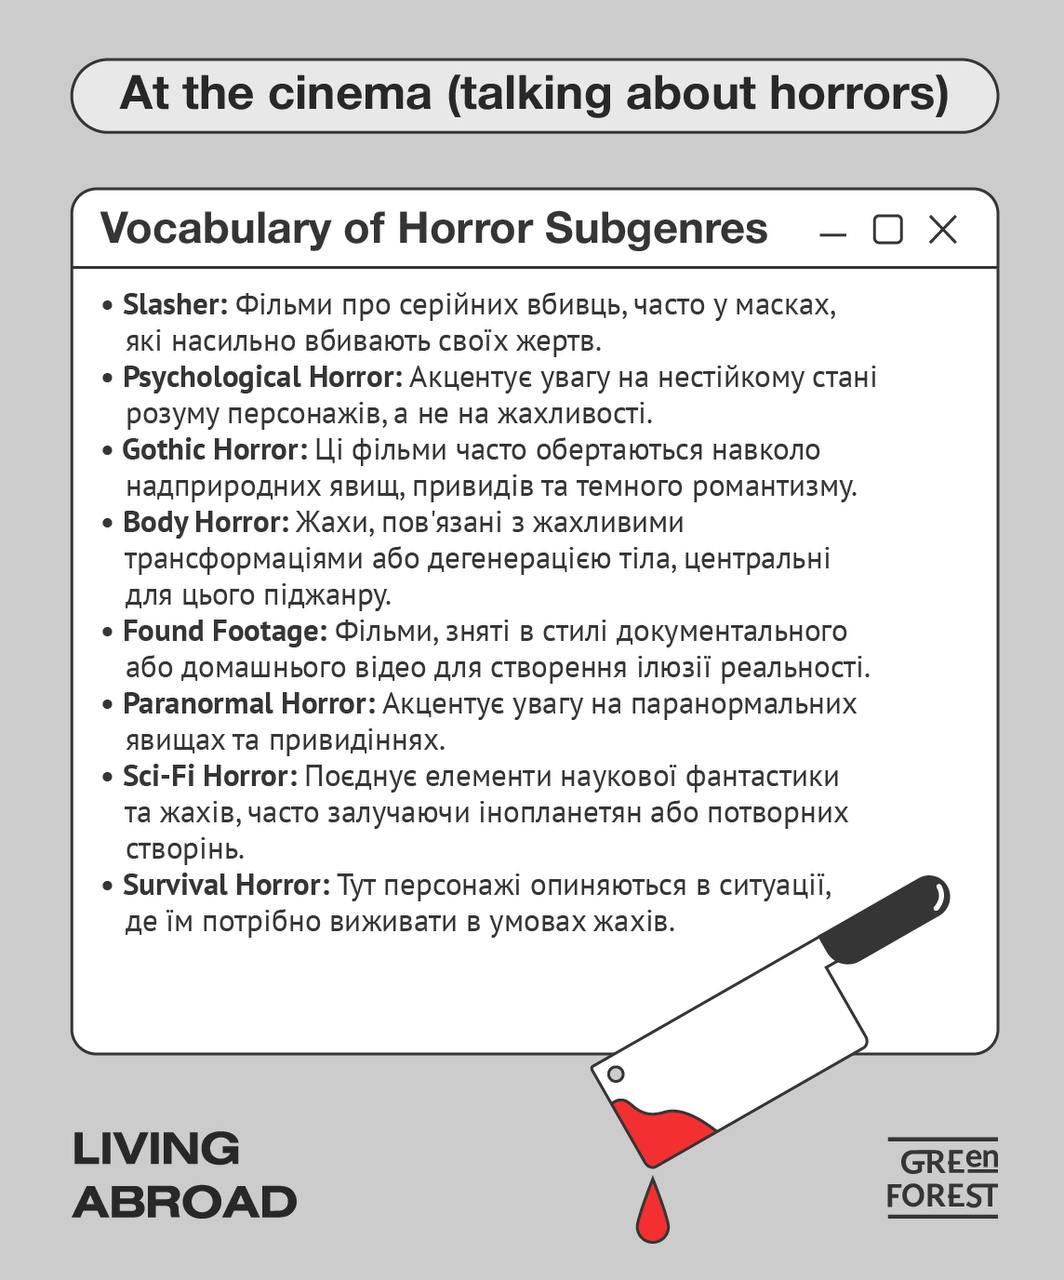 At the cinema (talking about horrors)
Vocabulary of Horror Subgenres
• Slasher: Фільми про серійних вбивць, часто у масках,
які насильно вбивають своїх жертв.
• Psychological Horror: Акцентує увагу на нестійкому стані
розуму персонажів, а не на жахливості.
• Gothic Horror: Ці фільми часто обертаються навколо
надприродних явищ, привидів та темного романтизму.
• Body Horror: Жахи, пов'язані з жахливими
трансформаціями або дегенерацією тіла, центральні
для цього піджанру.
• Found Footage: Фільми, зняті в стилі документального
або домашнього відео для створення ілюзії реальності.
• Paranormal Horror: Акцентує увагу на паранормальних
явищах та привидіннях.
• Sci-Fi Horror: Поєднує елементи наукової фантастики
та жахів, часто залучаючи інопланетян або потворних
створінь.
• Survival Horror: Тут персонажі опиняються в ситуації,
де їм потрібно виживати в умовах жахів.
LIVING
ABROAD
GREen
FOREST